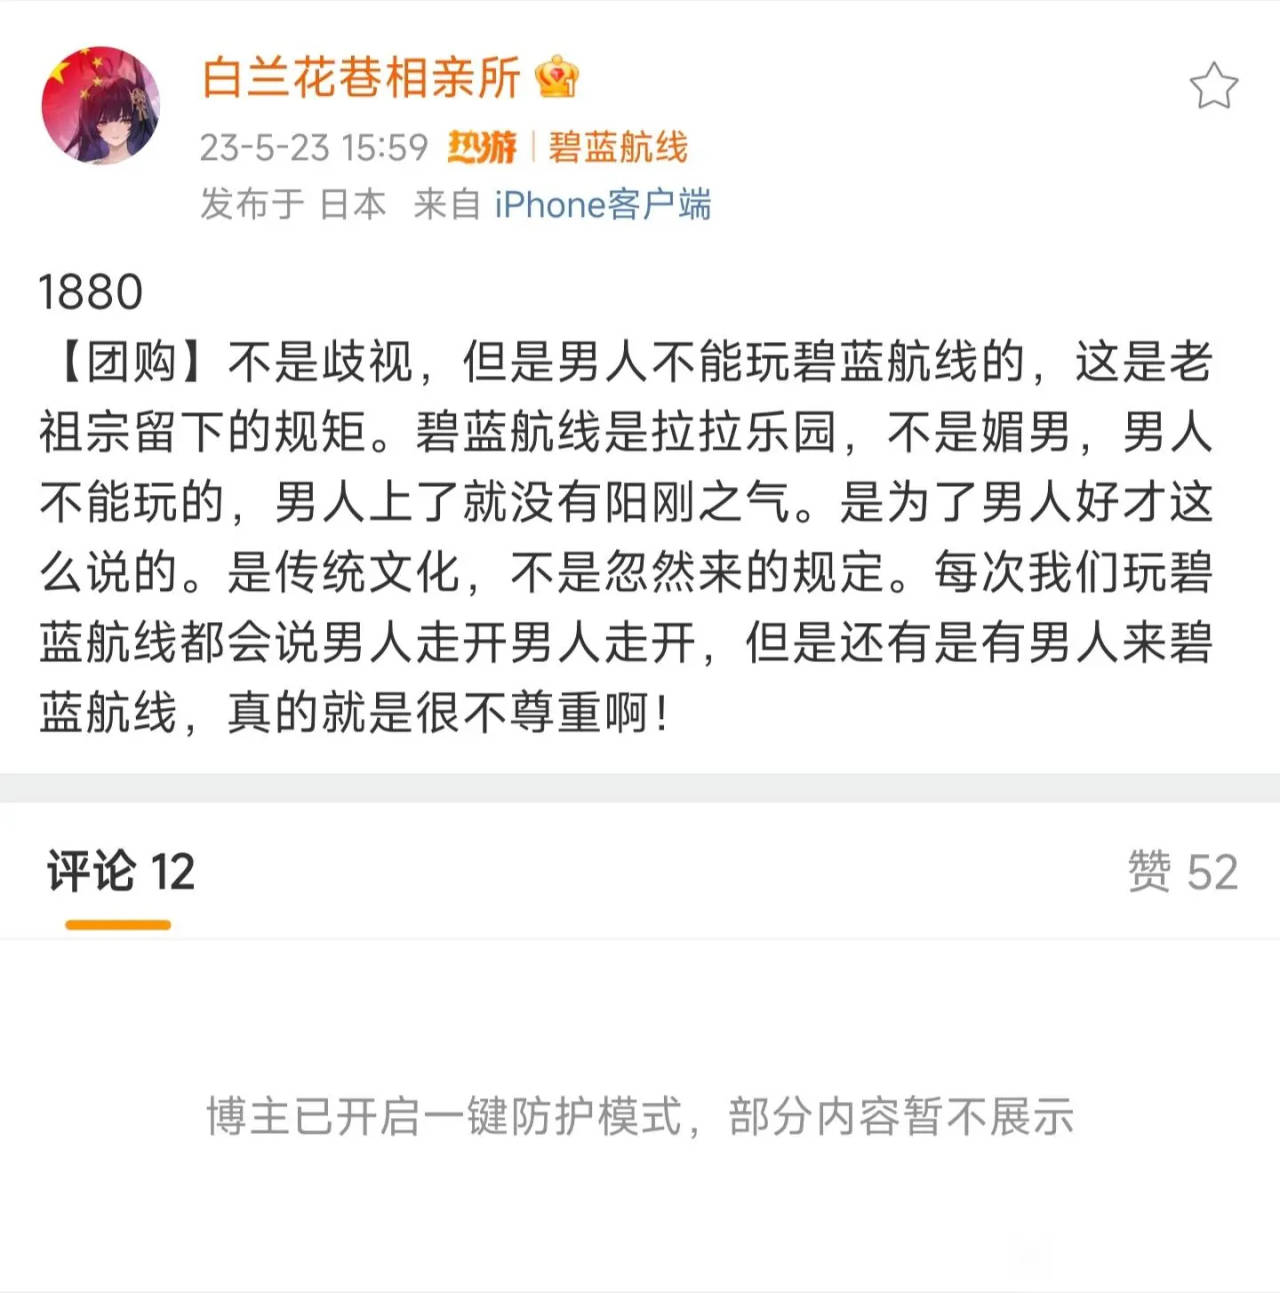 白兰花巷相亲所
23-5-23 15:59 热游 | 碧蓝航线
发布于 日本 来自 iPhone客户端
1880
【团购】不是歧视，但是男人不能玩碧蓝航线的，这是老
祖宗留下的规矩。碧蓝航线是拉拉乐园，不是媚男，男人
不能玩的，男人上了就没有阳刚之气。是为了男人好才这
么说的。是传统文化，不是忽然来的规定。每次我们玩碧
蓝航线都会说男人走开男人走开，但是还有是有男人来碧
蓝航线，真的就是很不尊重啊！
评论 12
赞 52
博主已开启一键防护模式，部分内容暂不展示